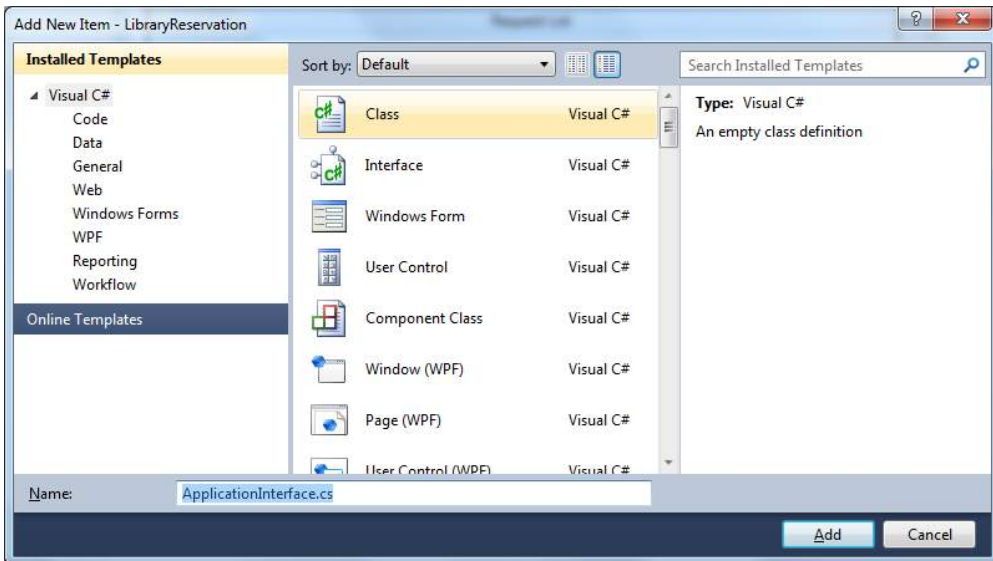 Add New Item - LibraryReservation
Installed Templates
Visual C#
Code
Data
General
Web
Windows Forms
WPF
Reporting
Workflow
Online Templates
Sort by: Default
Class Visual C#
Interface Visual C#
Windows Form Visual C#
User Control Visual C#
Component Class Visual C#
Window (WPF) Visual C#
Page (WPF) Visual C#
User Control (WPF) Visual C#
Search Installed Templates
Type: Visual C#
An empty class definition
Name: ApplicationInterface.cs
Add Cancel